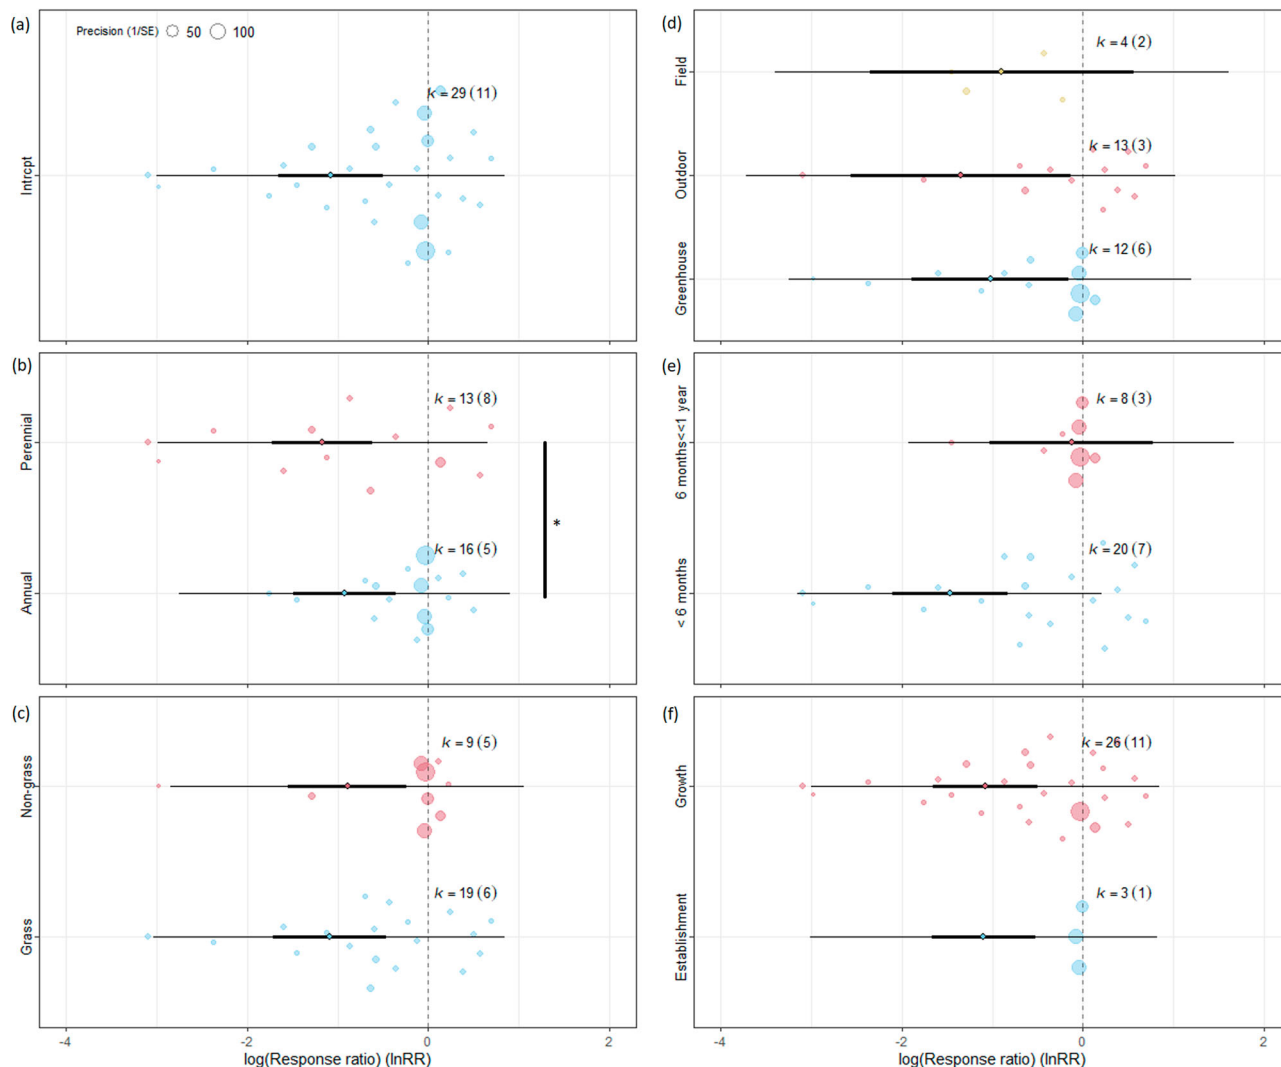 (a)
Precision (1/SE) 50 100
k = 29 (11)
Intrcpt
(b)
k = 13 (8)
Perennial
*
k = 16 (5)
Annual
(c)
k = 9 (5)
Non-grass
k = 19 (6)
Grass
-4 -2 0 2
log(Response ratio) (lnRR)
(d)
k = 4 (2)
Field
k = 13 (3)
Outdoor
k = 12 (6)
Greenhouse
(e)
k = 8 (3)
6 months<<1 year
k = 20 (7)
< 6 months
(f)
k = 26 (11)
Growth
k = 3 (1)
Establishment
-4 -2 0 2
log(Response ratio) (lnRR)